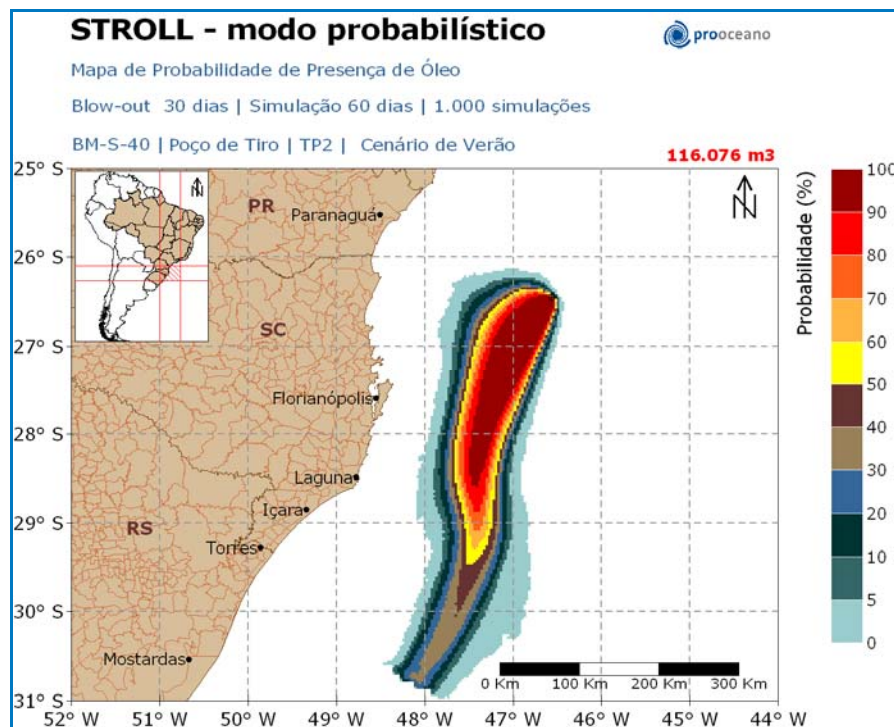 STROLL - modo probabilístico
prooceano
Mapa de Probabilidade de Presença de Óleo
Blow-out 30 dias | Simulação 60 dias | 1.000 simulações
BM-S-40 | Poço de Tiro | TP2 | Cenário de Verão
116.076 m3
25° S
26° S
27° S
28° S
29° S
30° S
31° S
N
PR
Paranaguá
SC
Florianópolis
Laguna
Içara
RS
Torres
Mostardas
N
0 Km 100 Km 200 Km 300 Km
52 W 51 W 50 W 49 W 48 W 47 W 46 W 45 W 44 W
Probabilidade (%)
100
90
80
70
60
50
40
30
20
10
5
0